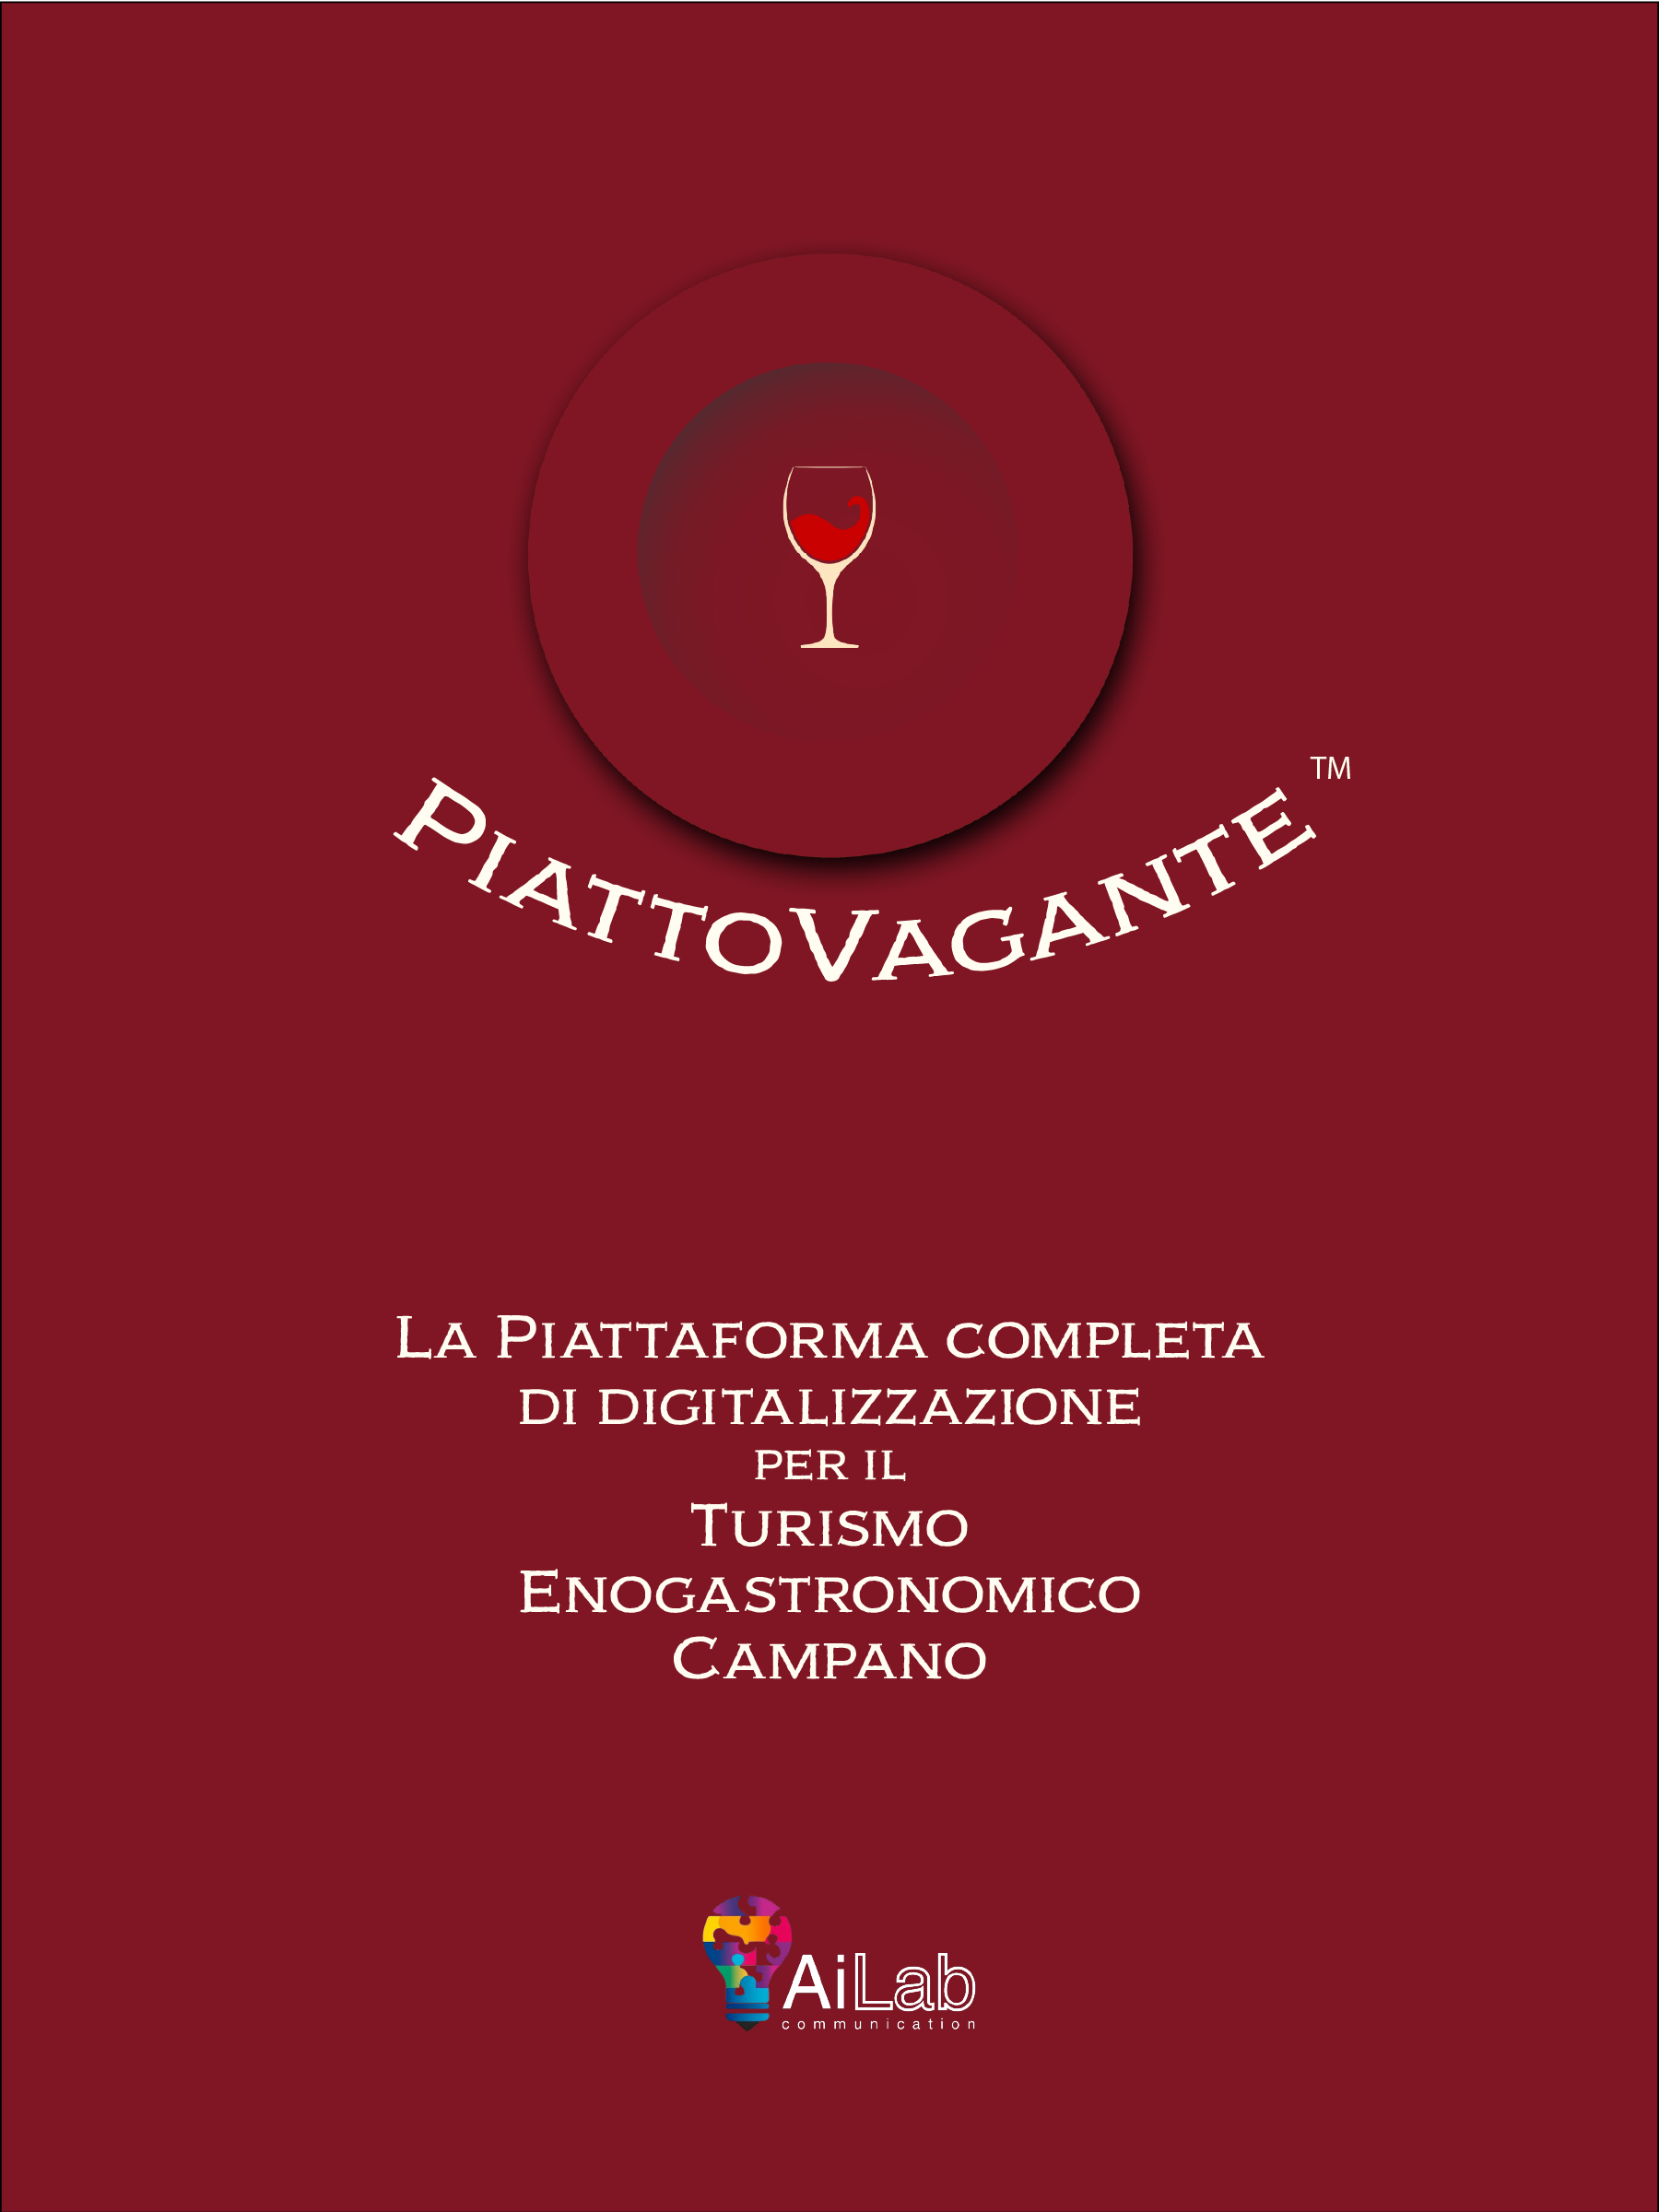 PIATTOVAGANTE™
LA PIATTAFORMA COMPLETA
DI DIGITALIZZAZIONE
PER IL
TURISMO
ENOGASTRONOMICO
CAMPANO
AiLab
communication